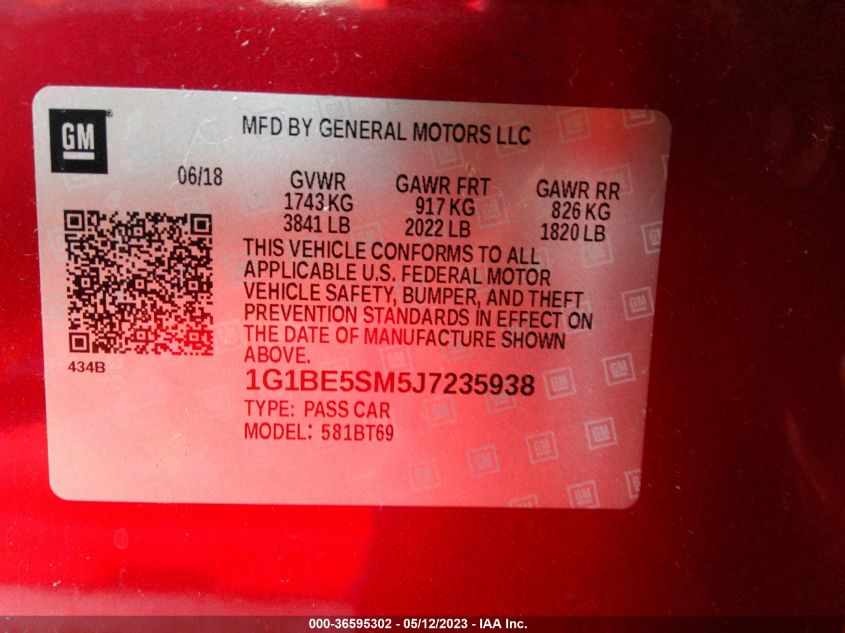 GM
MFD BY GENERAL MOTORS LLC
06/18 GVWR GAWR FRT GAWR RR
1743 KG 917 KG 826 KG
3841 LB 2022 LB 1820 LB
THIS VEHICLE CONFORMS TO ALL
APPLICABLE U.S. FEDERAL MOTOR
VEHICLE SAFETY, BUMPER, AND THEFT
PREVENTION STANDARDS IN EFFECT ON
THE DATE OF MANUFACTURE SHOWN
ABOVE.
434B
1G1BE5SM5J7235938
TYPE: PASS CAR
MODEL: 581BT69
000-36595302 - 05/12/2023 - IAA Inc.